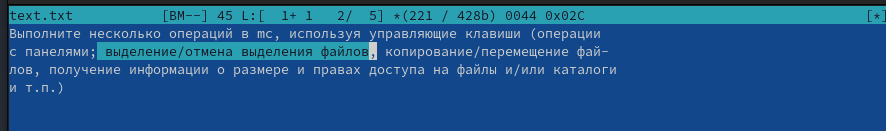 text.txt [BM--] 45 L:[ 1+ 1 2/ 5] *(221 / 428b) 0044 0x02C [*]
Выполните несколько операций в mc, используя управляющие клавиши (операции
с панелями; выделение/отмена выделения файлов, копирование/перемещение фай-
лов, получение информации о размере и правах доступа на файлы и/или каталоги
и т.п.)